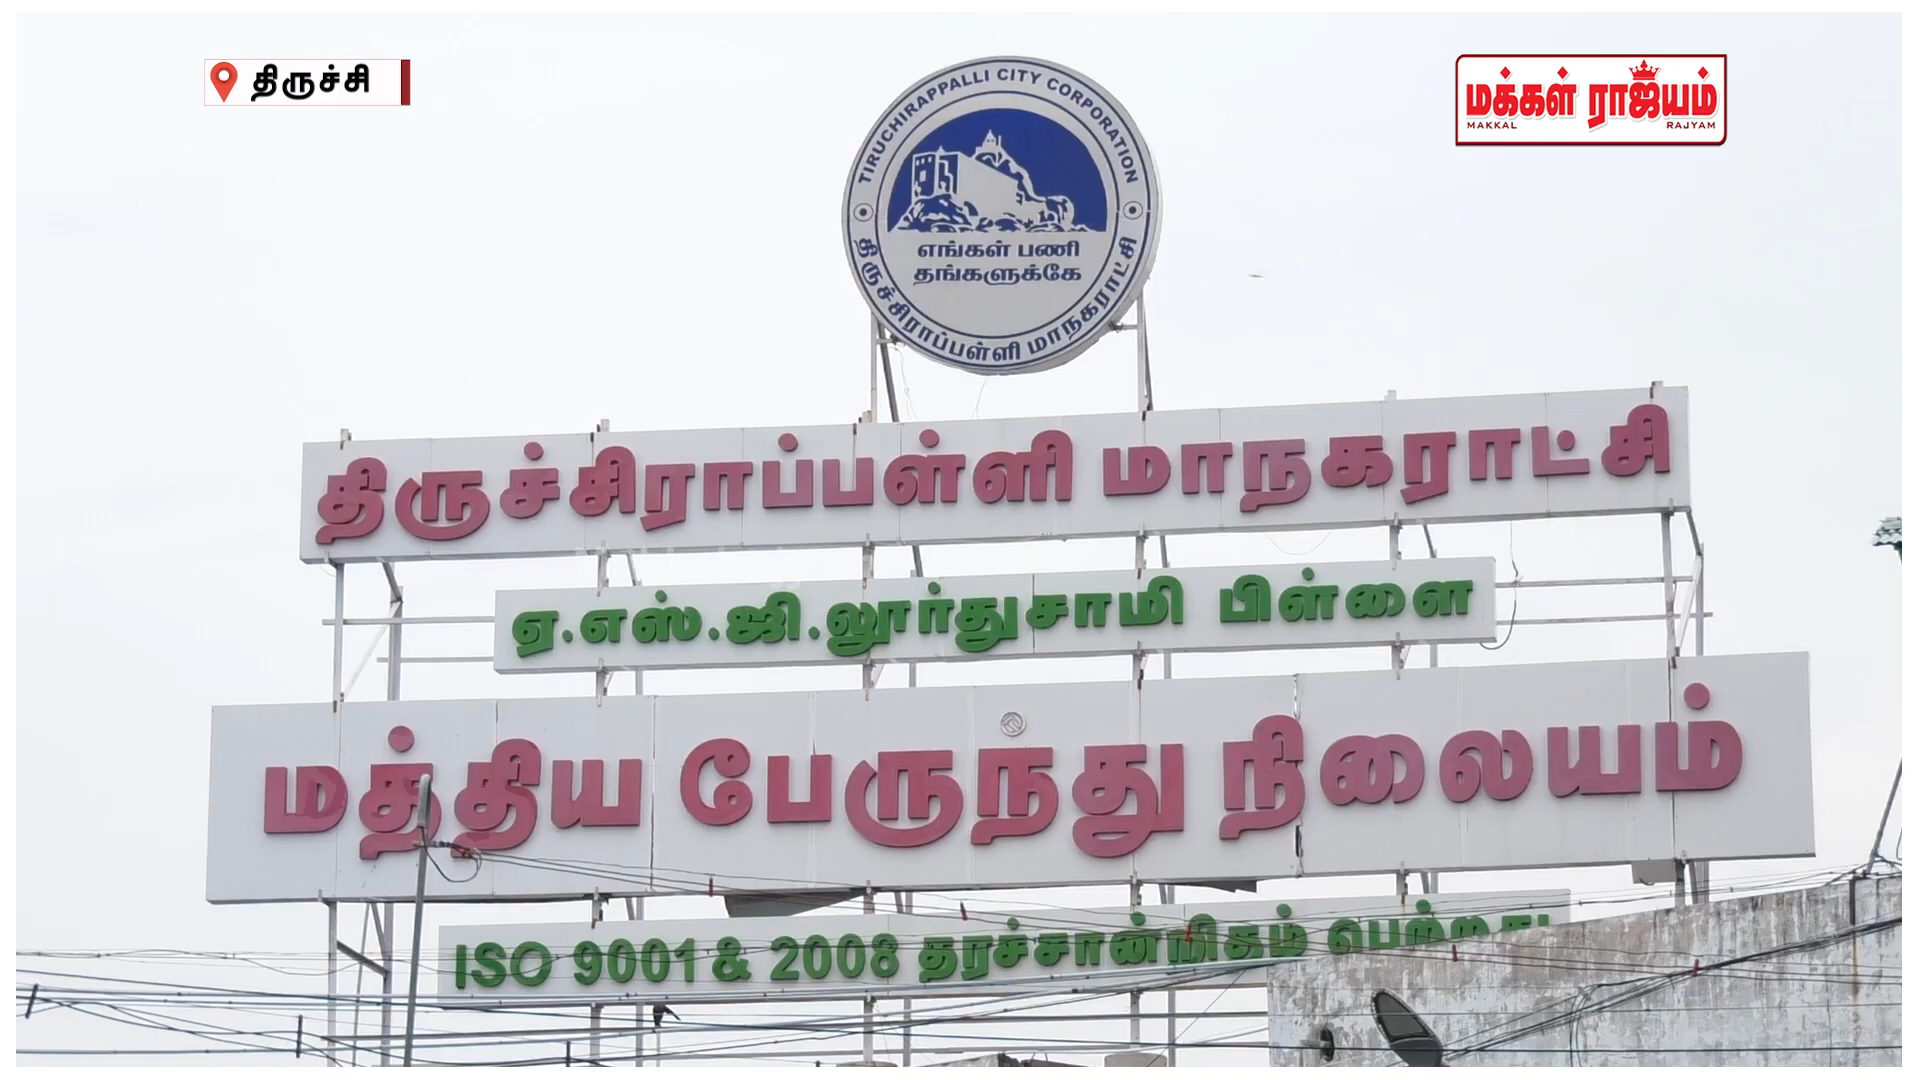 திருச்சி
மக்கள் ராஜ்யம்
MAKKAL RAJYAM
TIRUCHIRAPPALLI CITY CORPORATION
எங்கள் பணி
தங்களுக்கே
திருச்சிராப்பள்ளி மாநகராட்சி
திருச்சிராப்பள்ளி மாநகராட்சி
ஏ.எஸ்.ஜி.லூர்துசாமி பிள்ளை
மத்திய பேருந்து நிலையம்
ISO 9001 & 2008 தரச்சான்றிதழ் பெற்றது